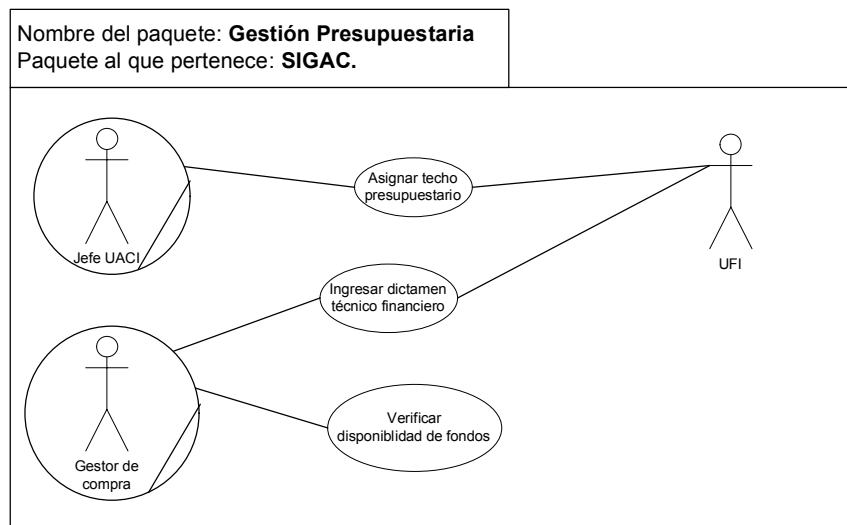 Nombre del paquete: Gestión Presupuestaria
Paquete al que pertenece: SIGAC.
Asignar techo
presupuestario
Jefe UACI
UFI
Ingresar dictamen
técnico financiero
Verificar
disponiblidad de fondos
Gestor de
compra